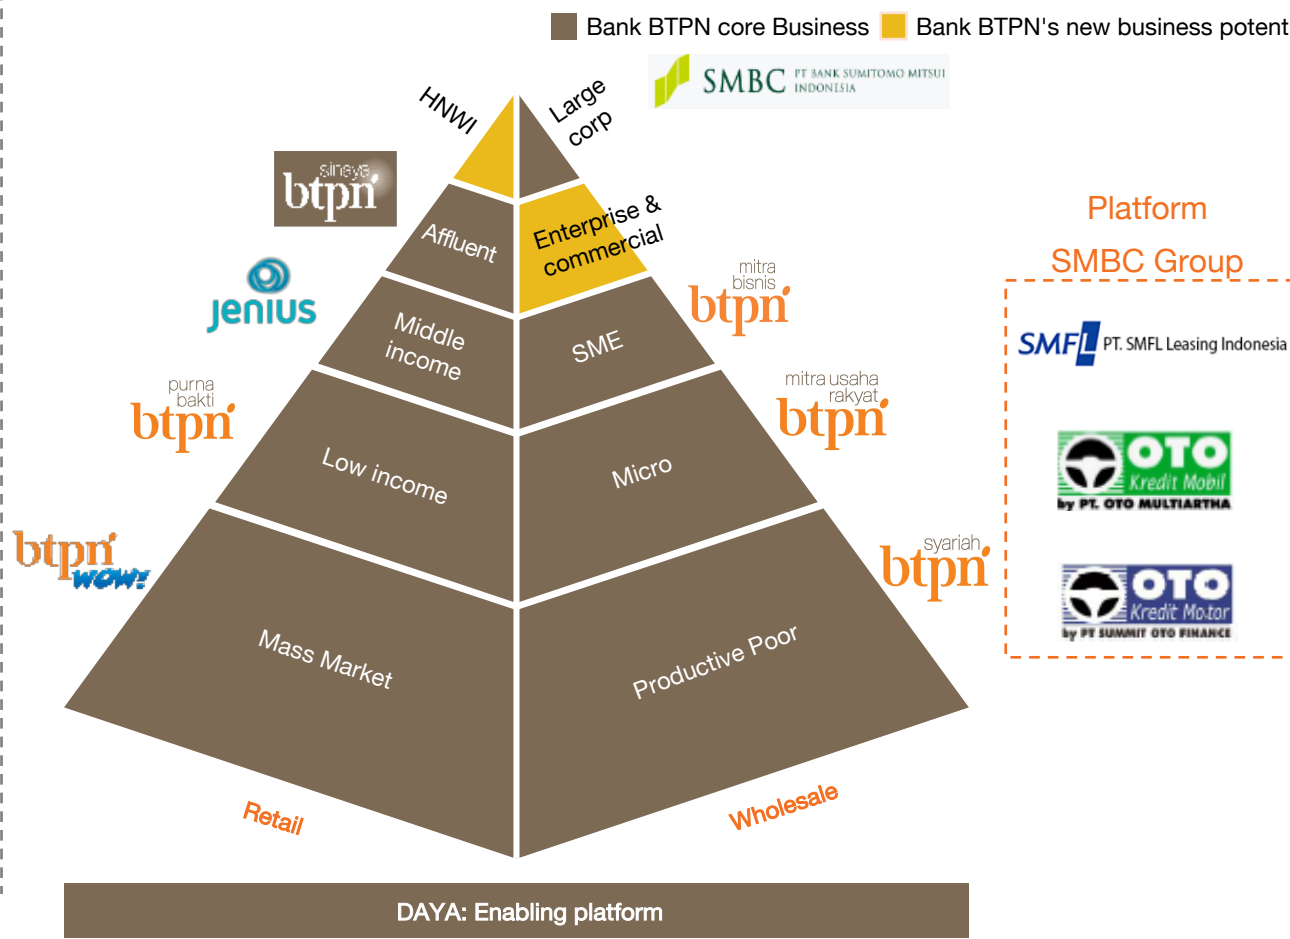 Bank BTPN core Business
Bank BTPN's new business potent
SMBC PT BANK SUMITOMO MITSUI
INDONESIA
HNWI
Large
corp
sinaya
btpn
Affluent
Enterprise &
commercial
Platform
SMBC Group
jenius
mitra
bisnis
btpn
Middle
income
SME
SMFL PT. SMFL Leasing Indonesia
purna
bakti
btpn
mitra usaha
rakyat
btpn
Low income
Micro
OTO
Kredit Mobil
by PT. OTO MULTIARTHA
btpn
WOW!
syariah
btpn
OTO
Kredit Motor
by PT SUMMIT OTO FINANCE
Mass Market
Productive Poor
Retail
Wholesale
DAYA: Enabling platform